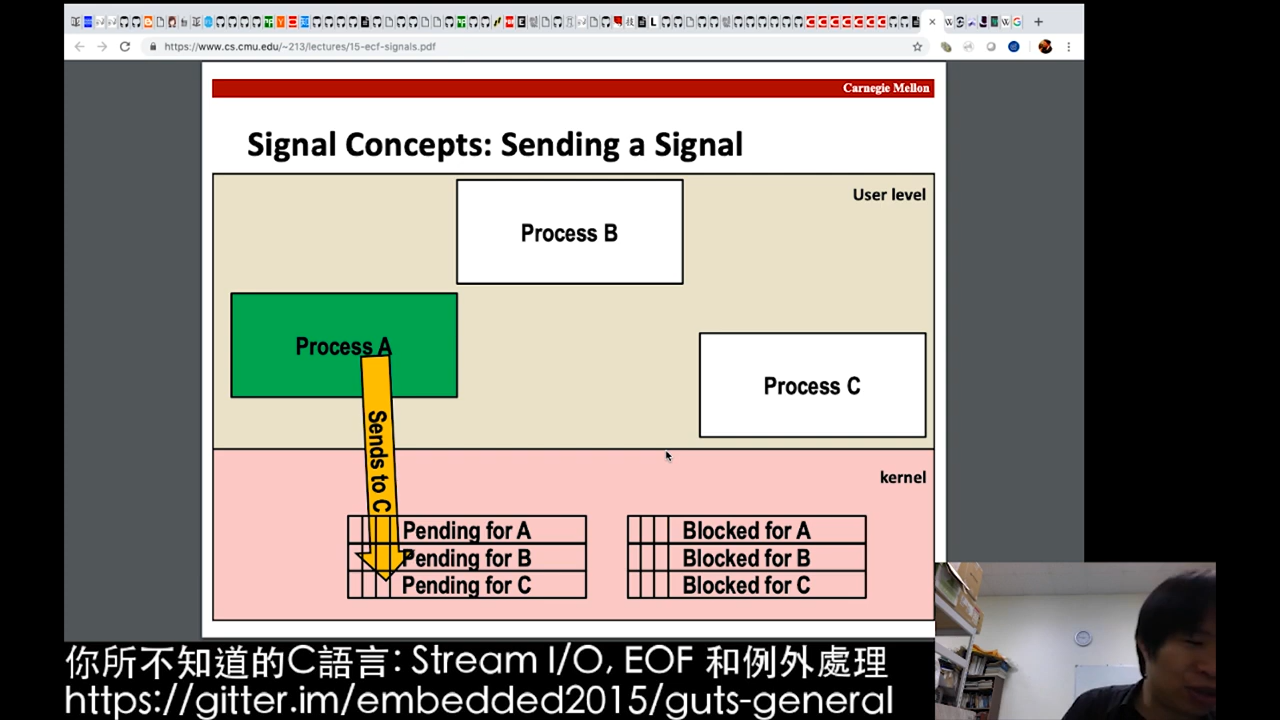 https://www.cs.cmu.edu/~213/lectures/15-ecf-signals.pdf
Carnegie Mellon
Signal Concepts: Sending a Signal
User level
Process B
Process A
Process C
Sends to C
kernel
Pending for A
Blocked for A
Pending for B
Blocked for B
Pending for C
Blocked for C
你所不知道的C語言: Stream I/O, EOF 和例外處理
https://gitter.im/embedded2015/guts-general